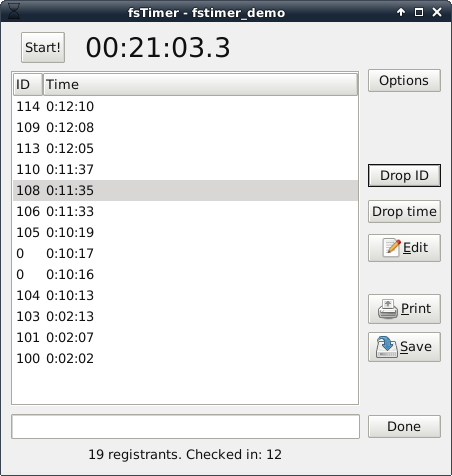 fsTimer - fstimer_demo
Start! 00:21:03.3
ID Time
Options
114 0:12:10
109 0:12:08
113 0:12:05
110 0:11:37
Drop ID
108 0:11:35
106 0:11:33
Drop time
105 0:10:19
0 0:10:17
Edit
0 0:10:16
104 0:10:13
103 0:02:13
Print
101 0:02:07
100 0:02:02
Save
Done
19 registrants. Checked in: 12